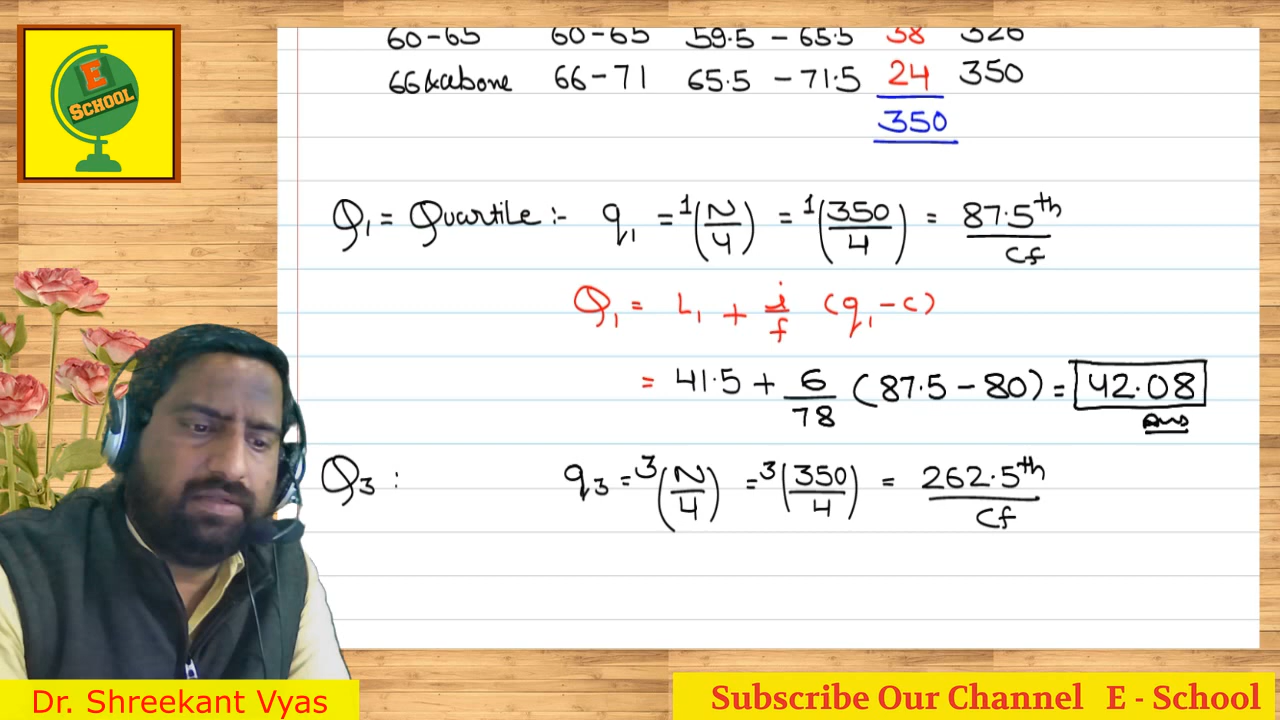 E
SCHOOL
60-65 60-65 59.5 - 65.5 38 326
66 & above 66-71 65.5 - 71.5 24 350
350
Q₁ = Quartile :- q₁ = 1(N/4) = 1(350/4) = 87.5th cf
Q₁ = L₁ + i/f (q₁ - c)
= 41.5 + 6/78 (87.5 - 80) = 42.08
Ans
Q₃ : q₃ = 3(N/4) = 3(350/4) = 262.5th cf
Dr. Shreekant Vyas
Subscribe Our Channel E - School